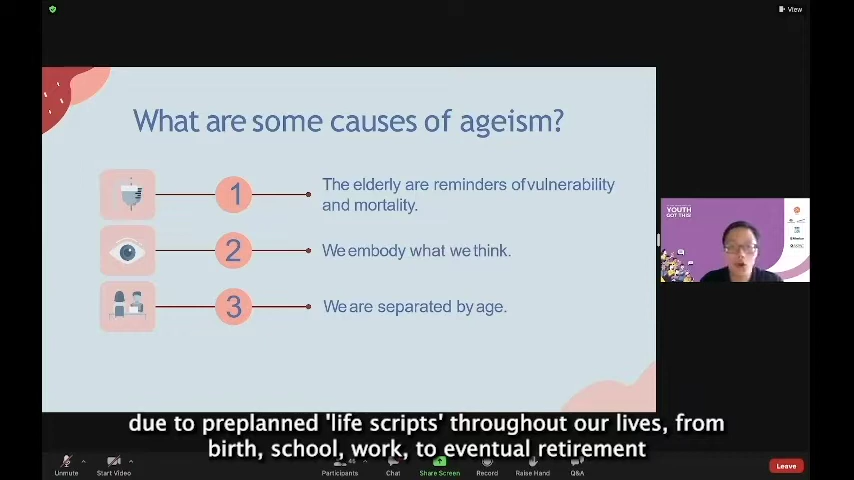 View
What are some causes of ageism?
1
The elderly are reminders of vulnerability
and mortality.
2
We embody what we think.
3
We are separated by age.
YOUTH
GOT THIS
due to preplanned 'life scripts' throughout our lives, from
birth, school, work, to eventual retirement
Unmute
Start Video
Participants
Chat
Share Screen
Record
Raise Hand
Q&A
Leave